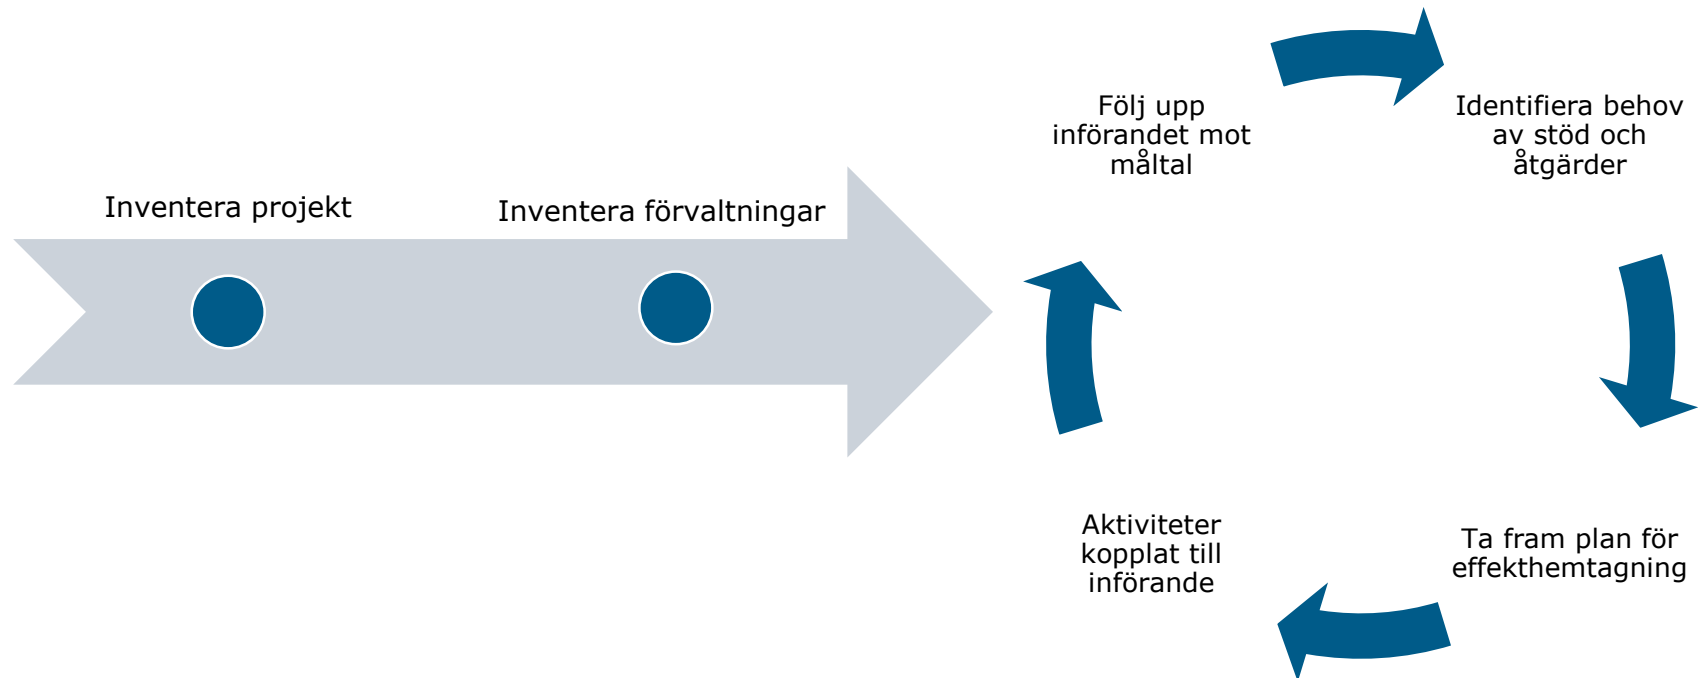 Inventera projekt
Inventera förvaltningar
Följ upp
införandet mot
måltal
Identifiera behov
av stöd och
åtgärder
Ta fram plan för
effekthemtagning
Aktiviteter
kopplat till
införande